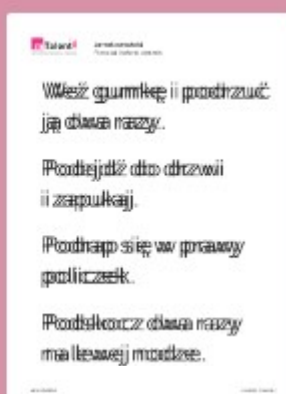 Talent
Weź gumkę i podrzuć
ją dwa razy.
Podejdź do drzwi
i zapukaj.
Podrap się w prawy
policzek.
Podskocz dwa razy
na lewej nodze.